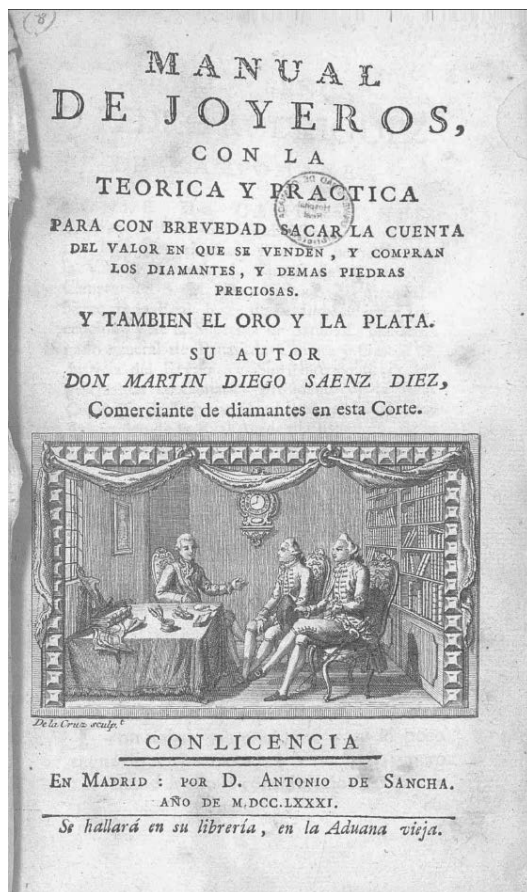 (8)
MANUAL
DE JOYEROS,
CON LA
TEORICA Y PRACTICA
PARA CON BREVEDAD SACAR LA CUENTA
DEL VALOR EN QUE SE VENDEN, Y COMPRAN
LOS DIAMANTES, Y DEMAS PIEDRAS
PRECIOSAS.
Y TAMBIEN EL ORO Y LA PLATA.
SU AUTOR
DON MARTIN DIEGO SAENZ DIEZ,
Comerciante de diamantes en esta Corte.
De la Cruz sculp.t
CON LICENCIA
EN MADRID: POR D. ANTONIO DE SANCHA.
AÑO DE M.DCC.LXXXI.
Se hallará en su librería, en la Aduana vieja.